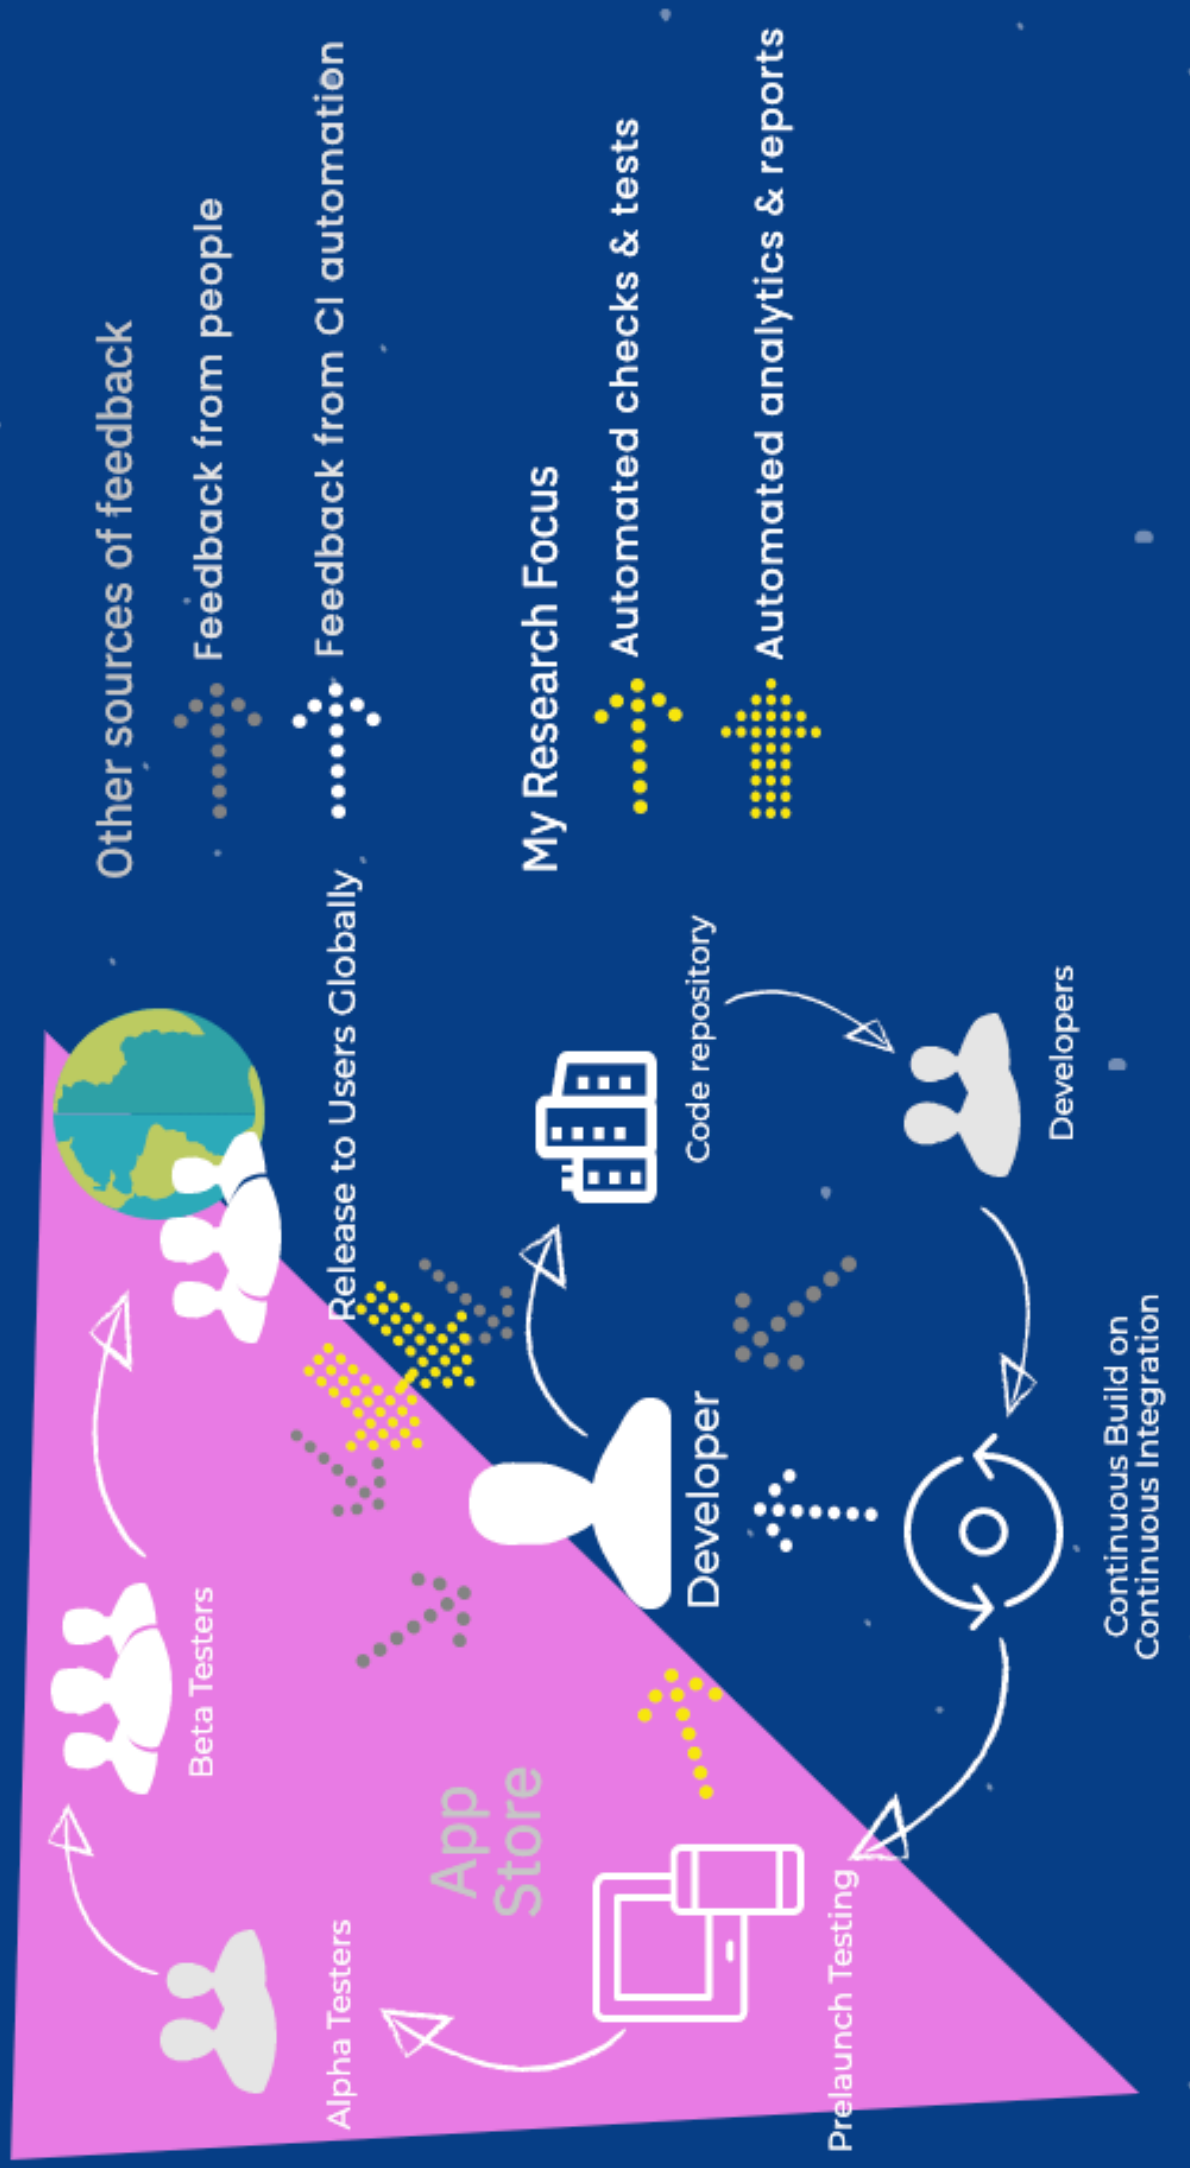 Alpha Testers
Beta Testers
Release to Users Globally
App
Store
Prelaunch Testing
Developer
Code repository
Developers
Continuous Build on
Continuous Integration
Other sources of feedback
Feedback from people
Feedback from CI automation
My Research Focus
Automated checks & tests
Automated analytics & reports